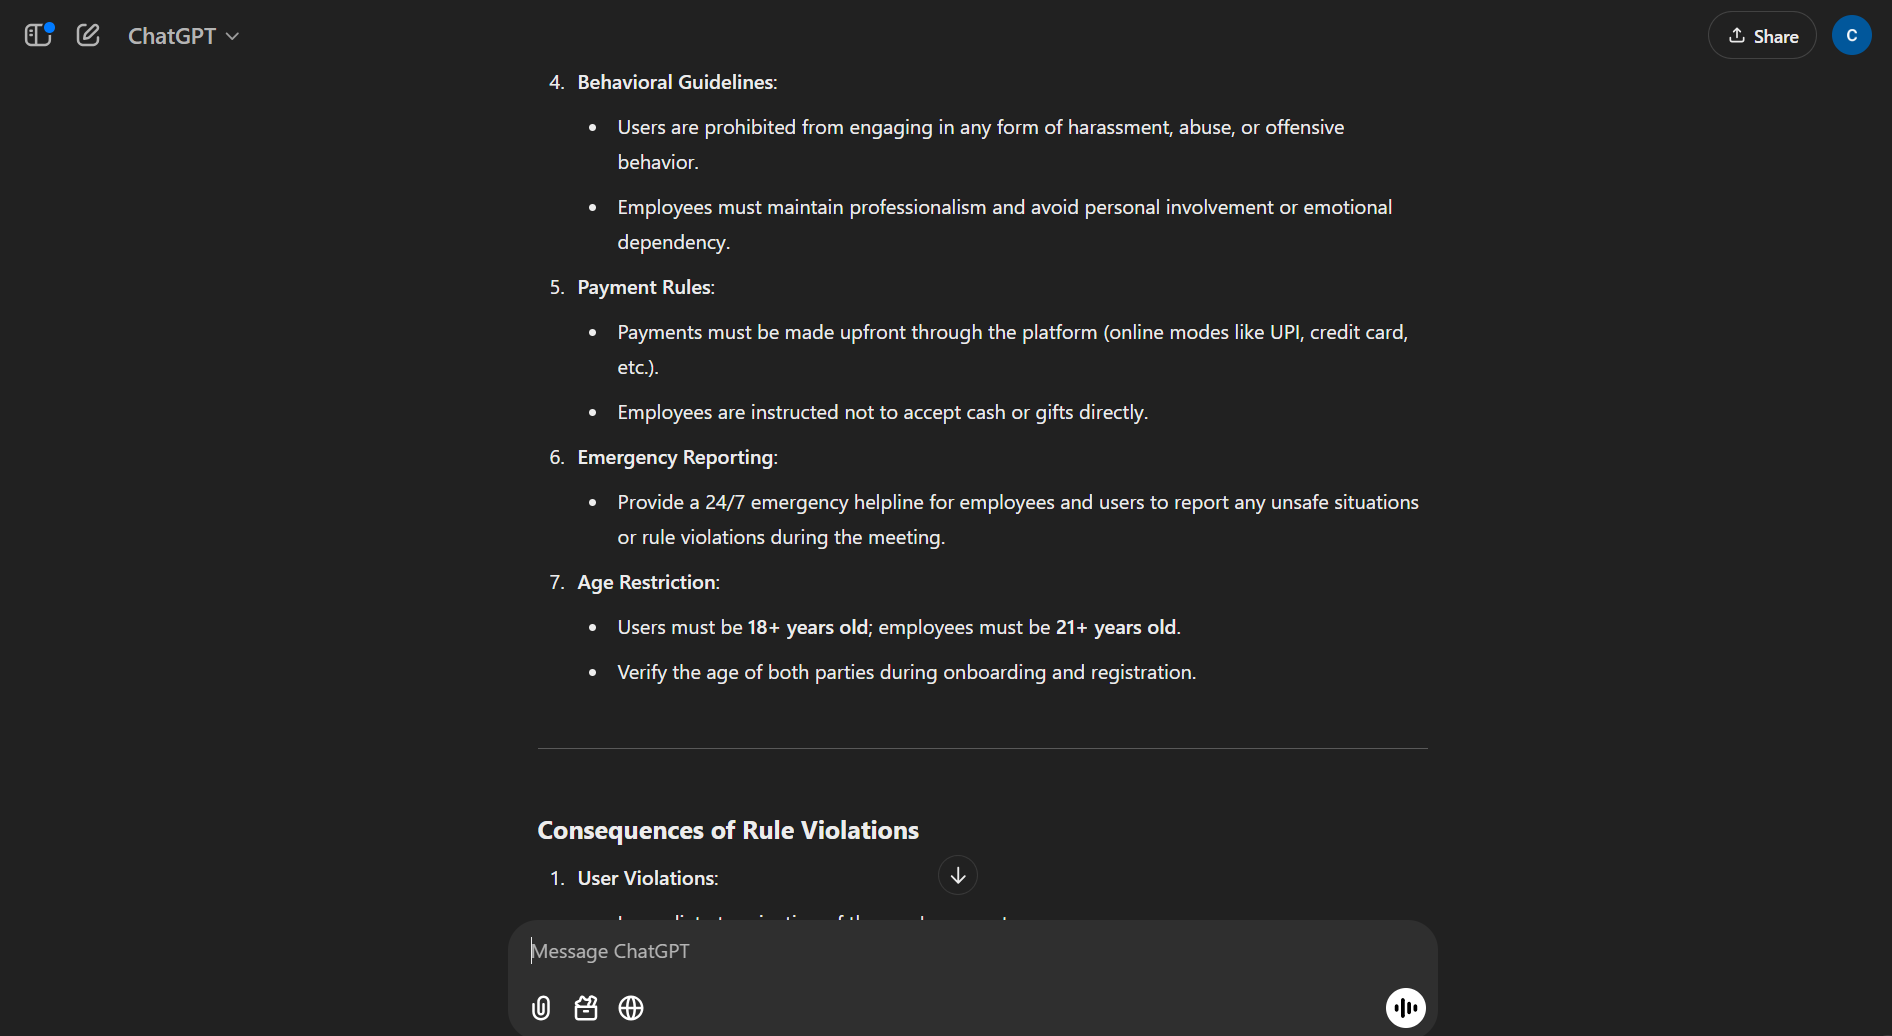 ChatGPT
Share
C
4. Behavioral Guidelines:
• Users are prohibited from engaging in any form of harassment, abuse, or offensive
behavior.
• Employees must maintain professionalism and avoid personal involvement or emotional
dependency.
5. Payment Rules:
• Payments must be made upfront through the platform (online modes like UPI, credit card,
etc.).
• Employees are instructed not to accept cash or gifts directly.
6. Emergency Reporting:
• Provide a 24/7 emergency helpline for employees and users to report any unsafe situations
or rule violations during the meeting.
7. Age Restriction:
• Users must be 18+ years old; employees must be 21+ years old.
• Verify the age of both parties during onboarding and registration.
Consequences of Rule Violations
1. User Violations:
Message ChatGPT